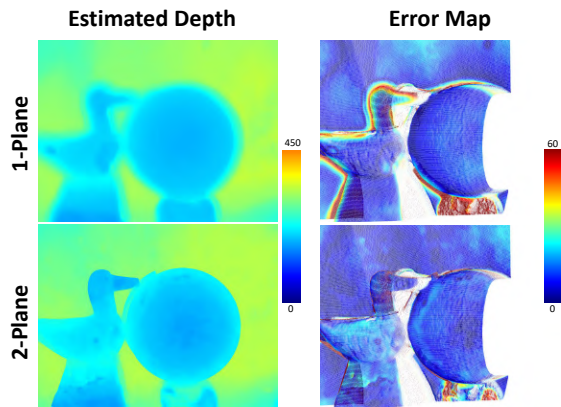 Estimated Depth
Error Map
1-Plane
450
0
60
0
2-Plane